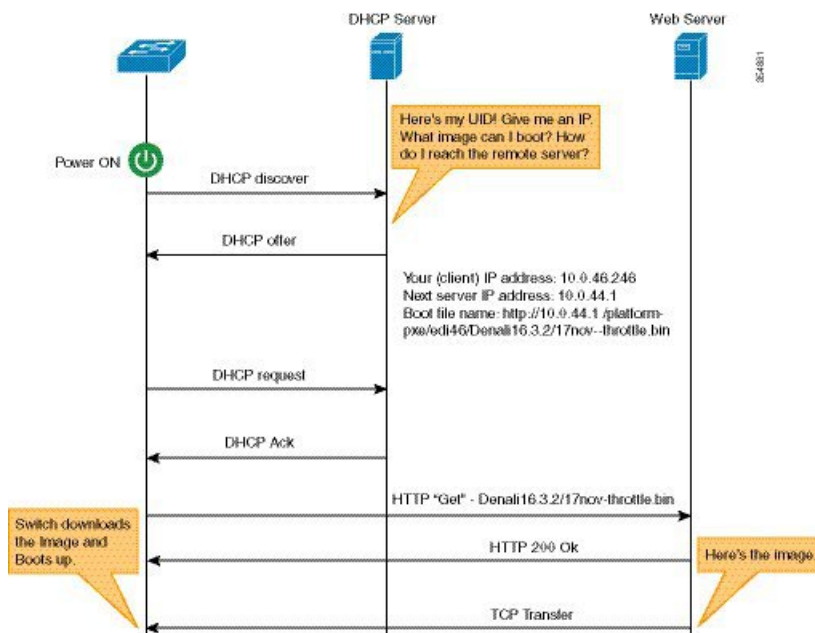 DHCP Server
Web Server
354881
Here's my UID! Give me an IP.
What image can I boot? How
do I reach the remote server?
Power ON
DHCP discover
DHCP offer
Your (client) IP address: 10.0.46.246
Next server IP address: 10.0.44.1
Boot file name: http://10.0.44.1 /platform-
pxe/edi46/Denali16.3.2/17nov--throttle.bin
DHCP request
DHCP Ack
HTTP "Get" - Denali16.3.2/17nov-throttle.bin
Switch downloads
the Image and
Boots up.
HTTP 200 Ok
Here's the image.
TCP Transfer